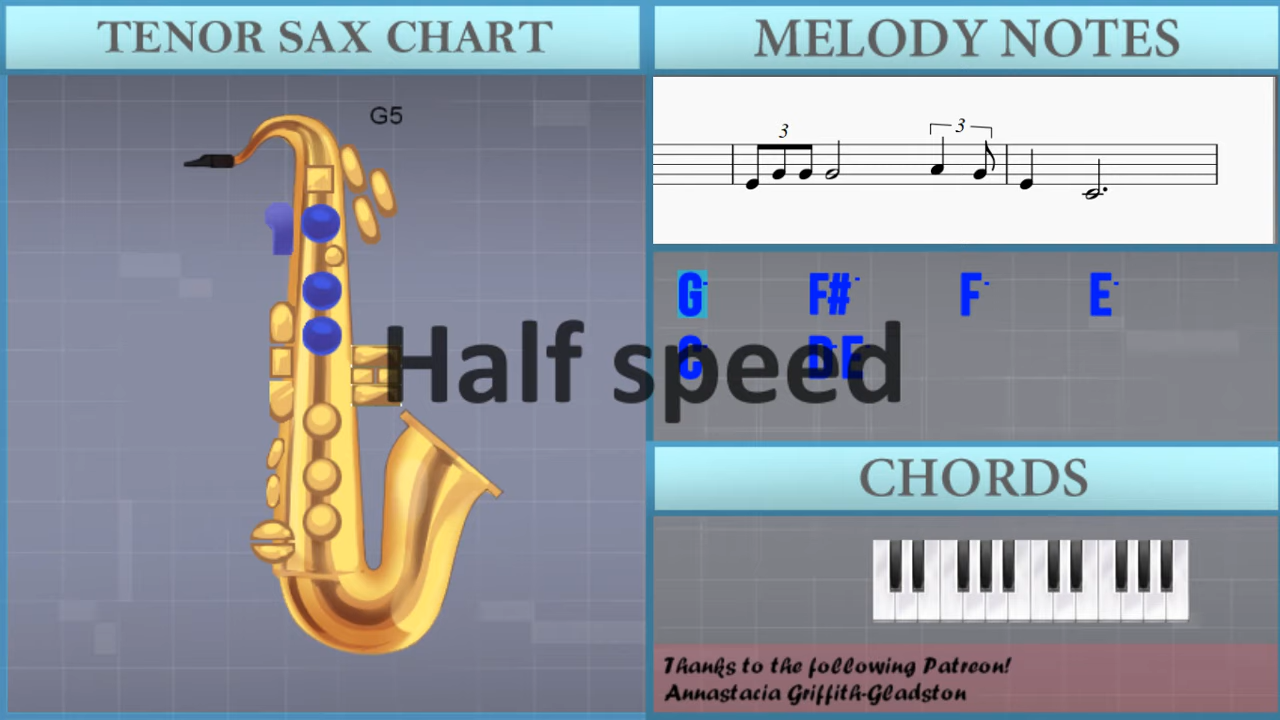 TENOR SAX CHART
MELODY NOTES
G5
3
3
G- F#- F- E-
Half speed
G- D-E-
CHORDS
Thanks to the following Patreon!
Annastacia Griffith-Gladston